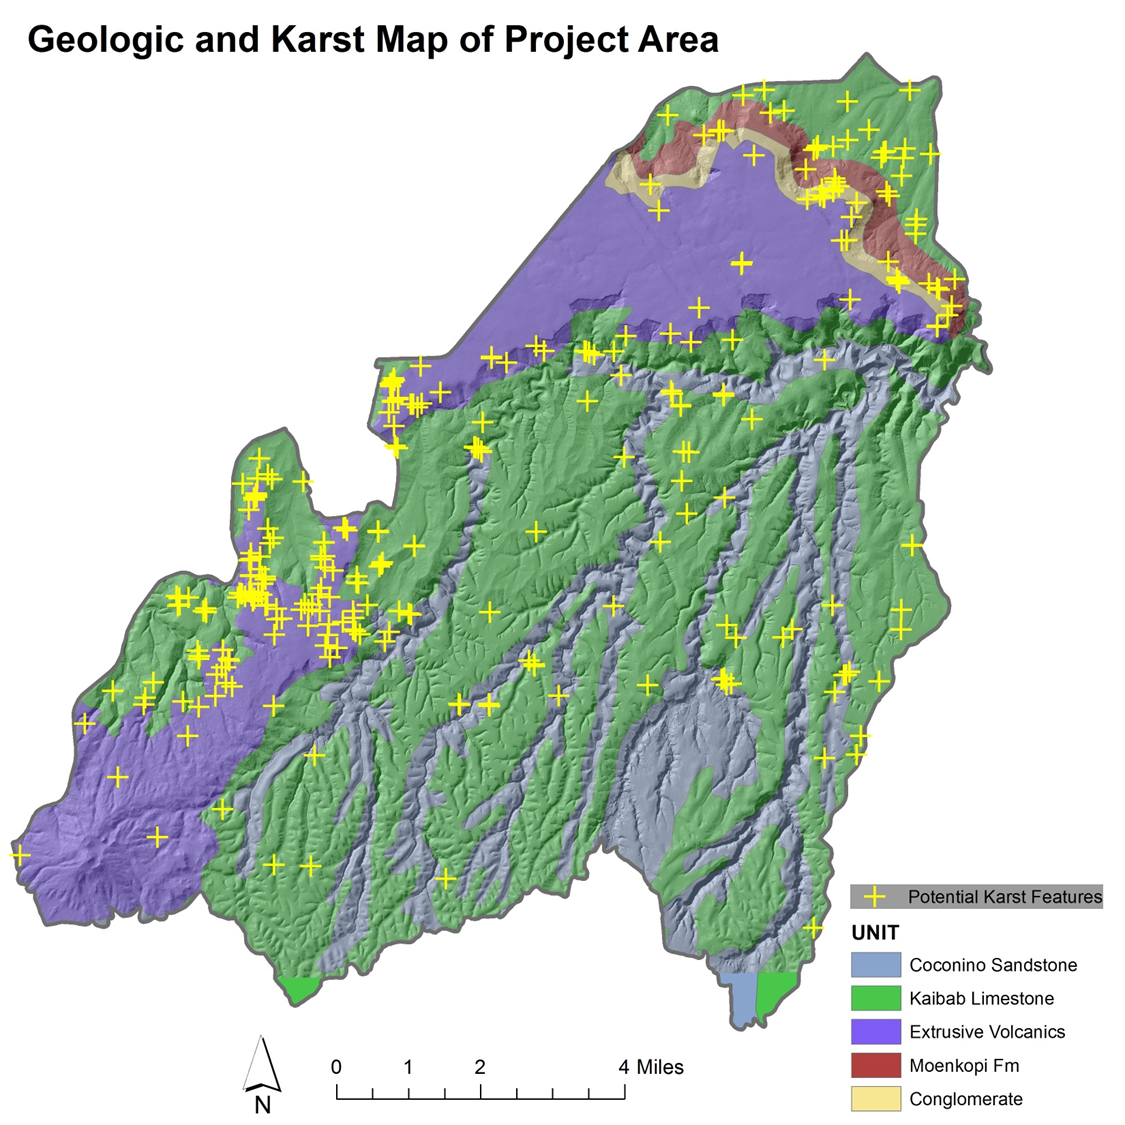 Geologic and Karst Map of Project Area
Potential Karst Features
UNIT
Coconino Sandstone
Kaibab Limestone
Extrusive Volcanics
Moenkopi Fm
Conglomerate
0 1 2 4 Miles
N